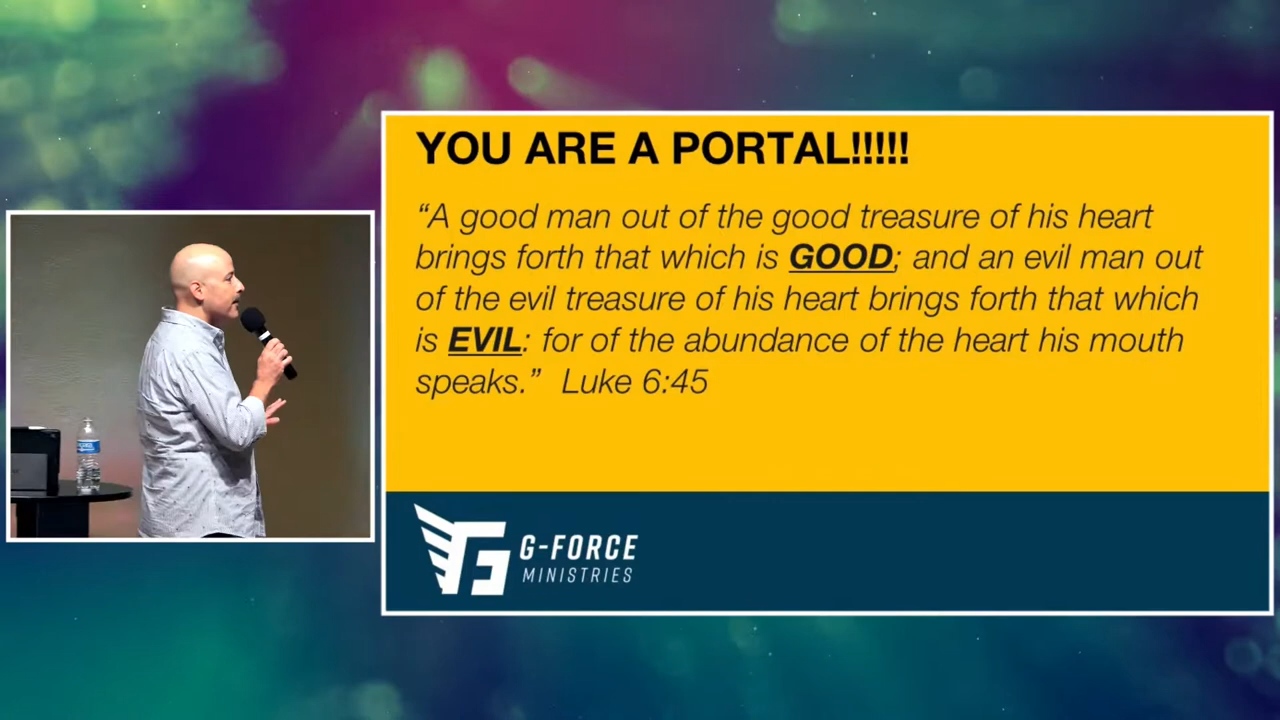 YOU ARE A PORTAL!!!!!
“A good man out of the good treasure of his heart
brings forth that which is GOOD; and an evil man out
of the evil treasure of his heart brings forth that which
is EVIL: for of the abundance of the heart his mouth
speaks.” Luke 6:45
G-FORCE
MINISTRIES